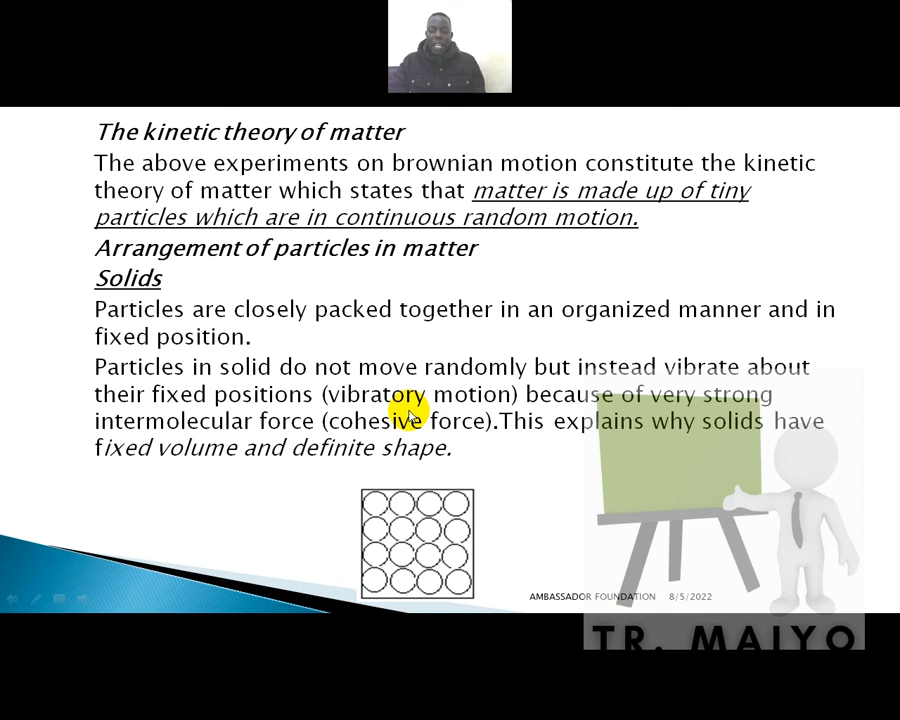 The kinetic theory of matter
The above experiments on brownian motion constitute the kinetic
theory of matter which states that matter is made up of tiny
particles which are in continuous random motion.
Arrangement of particles in matter
Solids
Particles are closely packed together in an organized manner and in
fixed position.
Particles in solid do not move randomly but instead vibrate about
their fixed positions (vibratory motion) because of very strong
intermolecular force (cohesive force).This explains why solids have
fixed volume and definite shape.
AMBASSADOR FOUNDATION 8/5/2022
TR. MAIYO